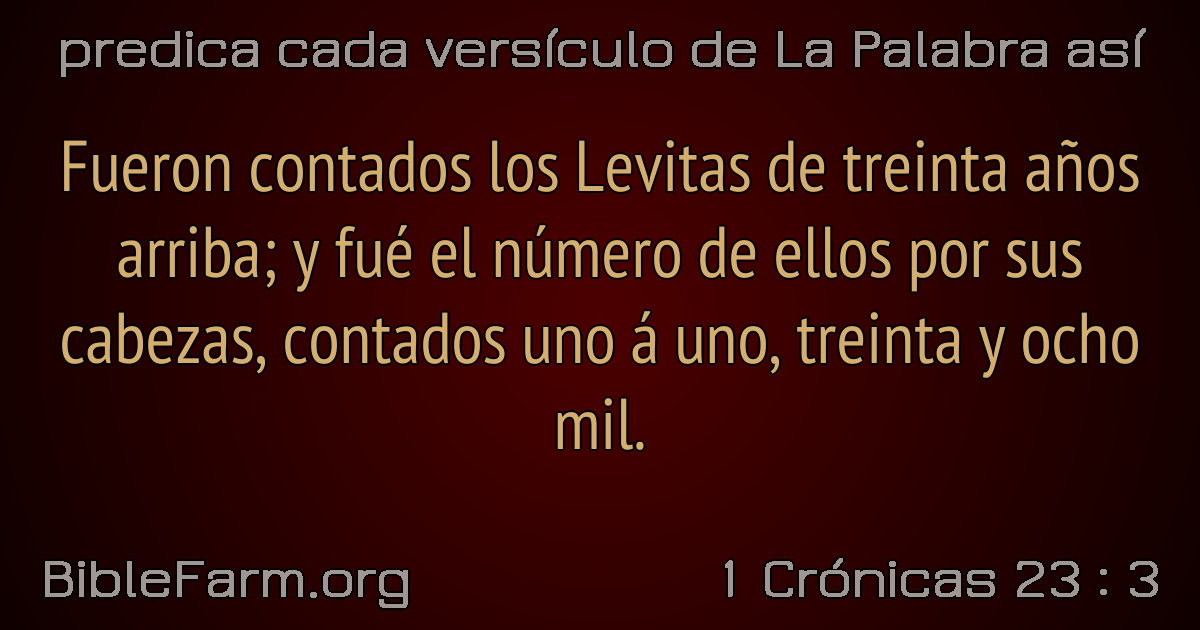 predica cada versículo de La Palabra así
Fueron contados los Levitas de treinta años
arriba; y fué el número de ellos por sus
cabezas, contados uno á uno, treinta y ocho
mil.
BibleFarm.org
1 Crónicas 23 : 3